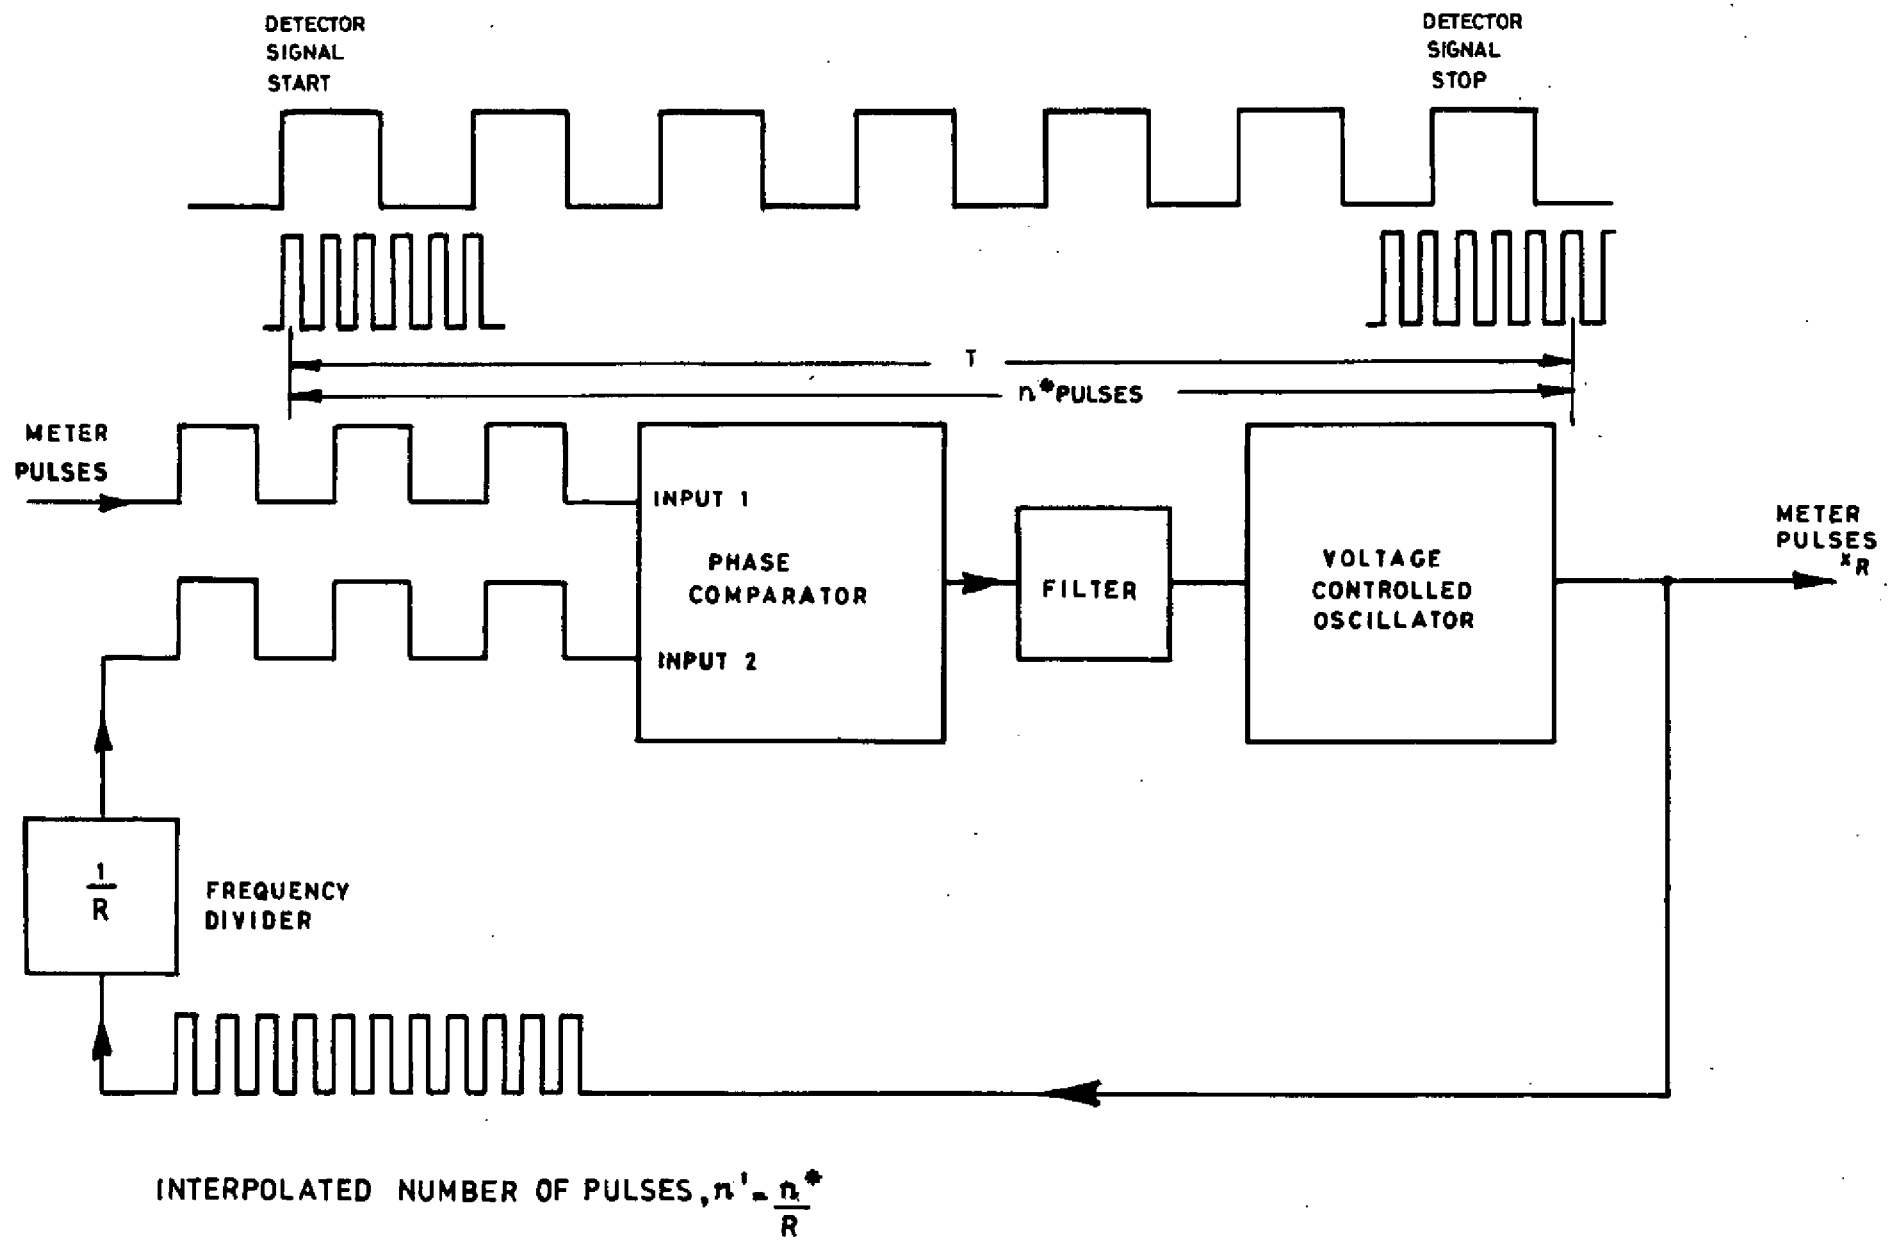 DETECTOR
SIGNAL
START
DETECTOR
SIGNAL
STOP
T
n*PULSES
METER
PULSES
INPUT 1
PHASE
COMPARATOR
INPUT 2
FILTER
VOLTAGE
CONTROLLED
OSCILLATOR
METER
PULSES
xR
1
R
FREQUENCY
DIVIDER
INTERPOLATED NUMBER OF PULSES, n' = n*
R